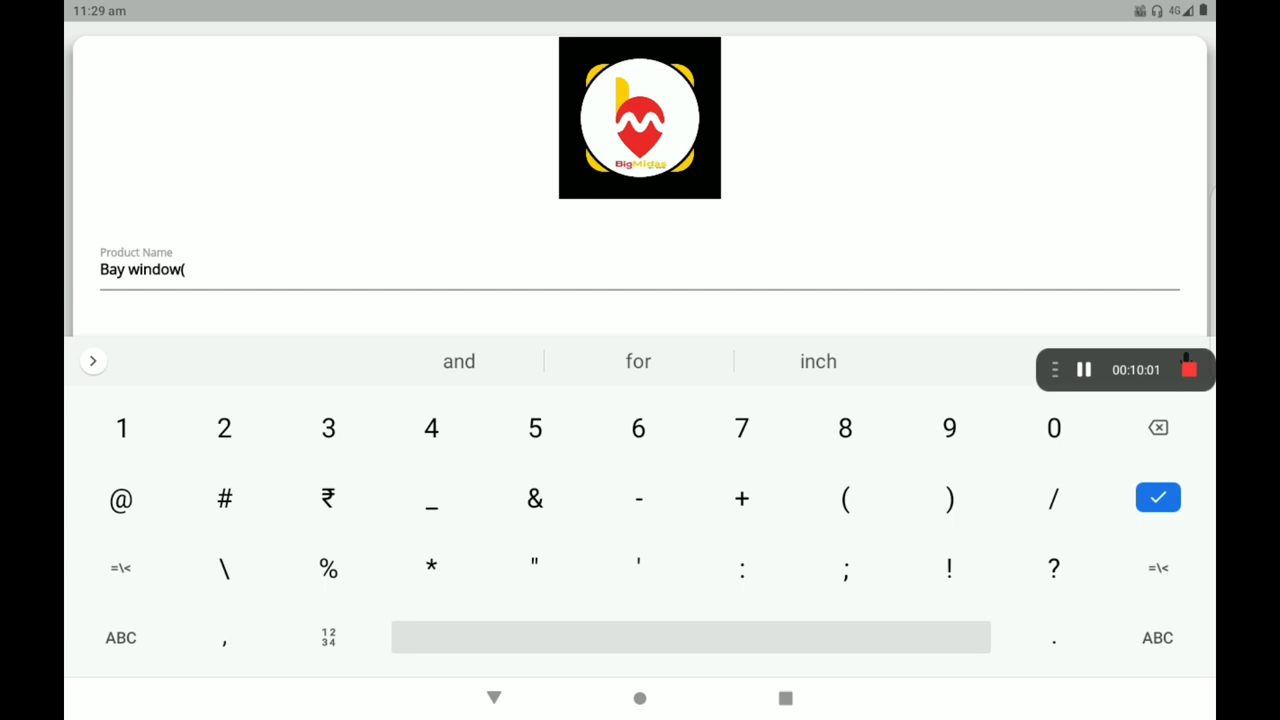 11:29 am
4G
BigMidas
Product Name
Bay window(
and for inch
00:10:01
1 2 3 4 5 6 7 8 9 0
@ # ₹ _ & - + ( ) /
=\< \ % * " ' : ; ! ? =\<
ABC , 12 34 . ABC